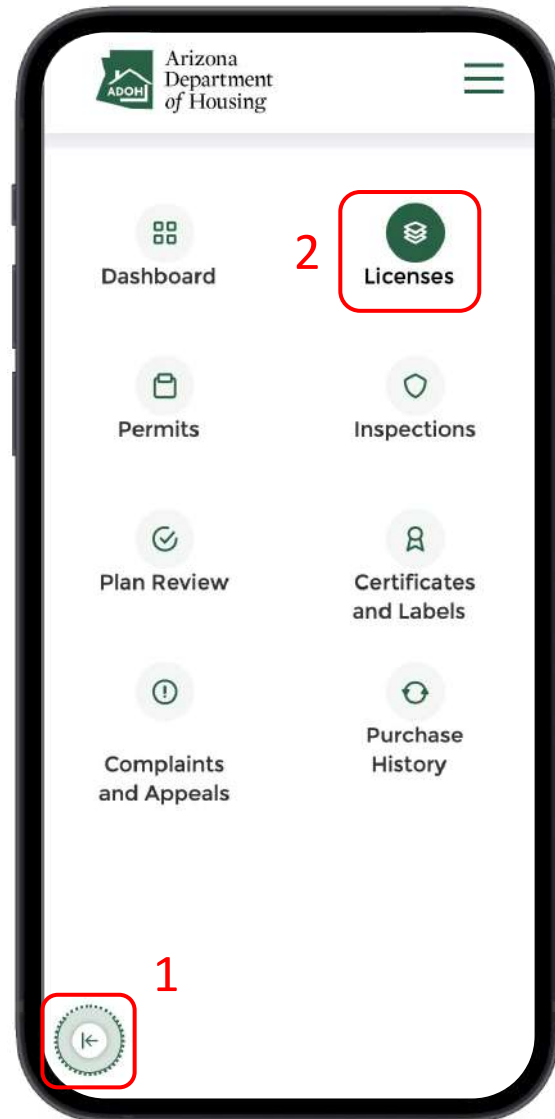 ADOH
Arizona
Department
of Housing
Dashboard
2
Licenses
Permits
Inspections
Plan Review
Certificates
and Labels
Complaints
and Appeals
Purchase
History
1